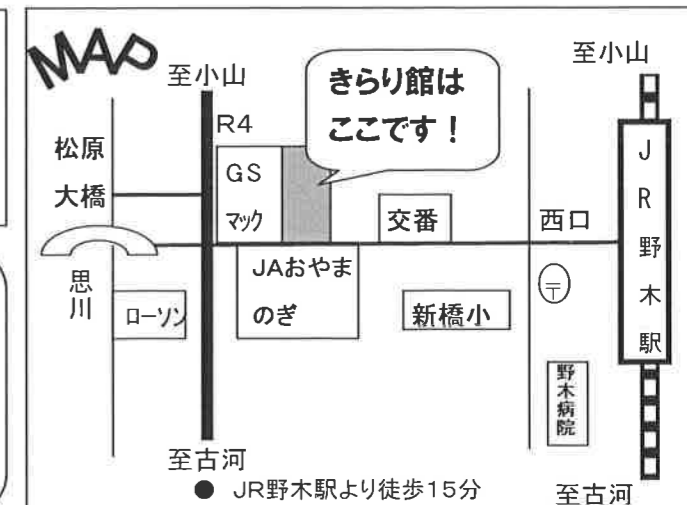 MAP
至小山
至小山
きらり館は
ここです！
R4
GS
マック
松原
大橋
交番
西口
JR野木駅
思川
ローソン
JAおやま
のぎ
新橋小
〒
野木病院
至古河
● JR野木駅より徒歩15分
至古河